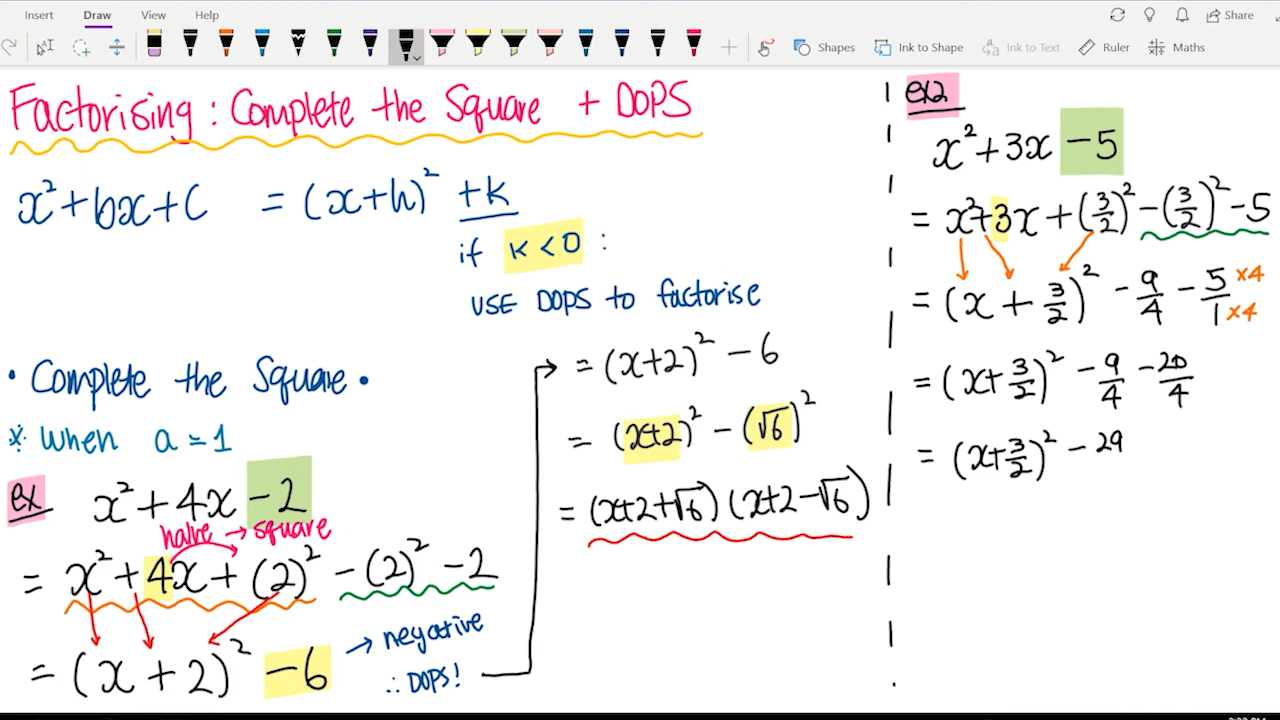 Insert Draw View Help
Share
Shapes Ink to Shape Ink to Text Ruler Maths
Factorising : Complete the Square + DOPS
x² + bx + C = (x+h)² + k
if K < 0 :
USE DOPS to factorise
• Complete the Square •
* When a = 1
ex x² + 4x - 2
halve → square
= x² + 4x + (2)² - (2)² - 2
= (x + 2)² - 6 → negative
∴ DOPS!
= (x+2)² - 6
= (x+2)² - (√6)²
= (x+2+√6)(x+2-√6)
ex2
x² + 3x - 5
= x² + 3x + (3/2)² - (3/2)² - 5
= (x + 3/2)² - 9/4 - 5/1 ×4 ×4
= (x + 3/2)² - 9/4 - 20/4
= (x + 3/2)² - 29